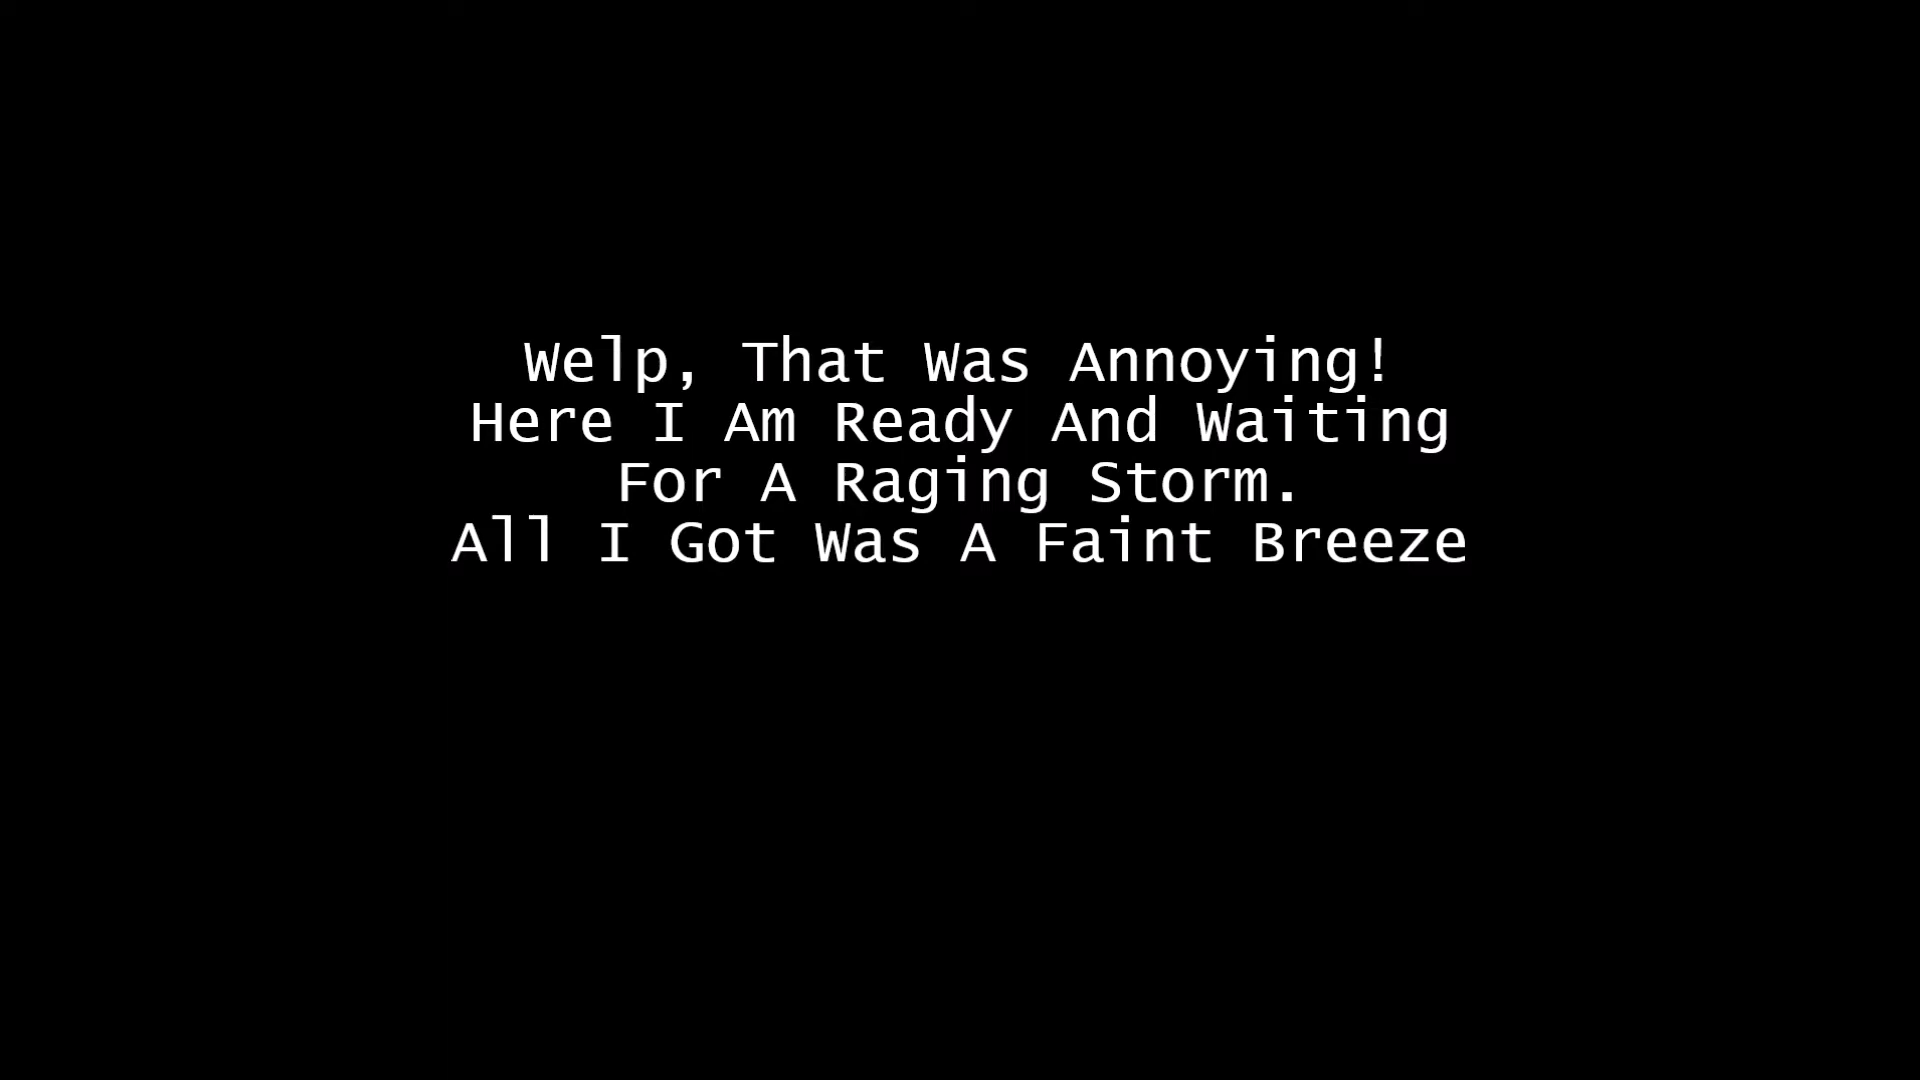 Welp, That Was Annoying!
Here I Am Ready And Waiting
For A Raging Storm.
All I Got Was A Faint Breeze